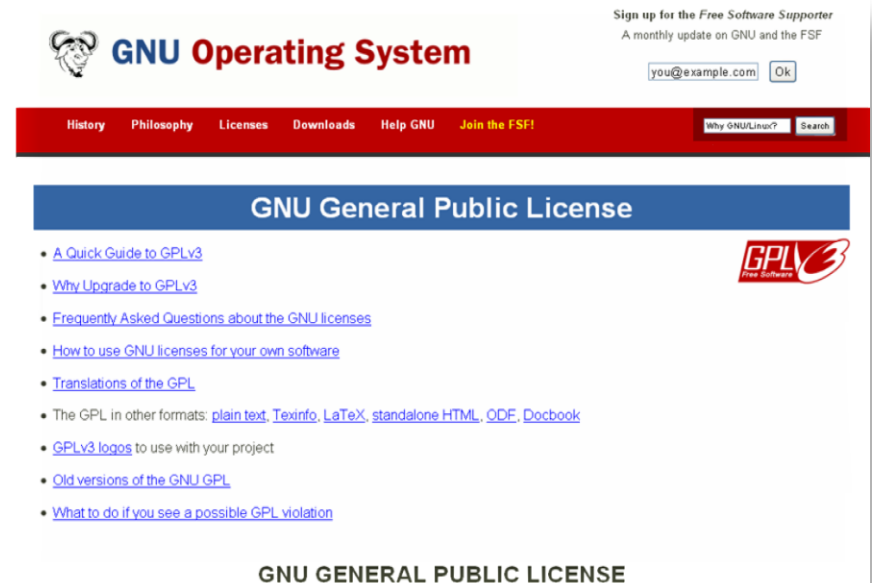 Sign up for the Free Software Supporter
A monthly update on GNU and the FSF
you@example.com Ok
GNU Operating System
History Philosophy Licenses Downloads Help GNU Join the FSF!
Why GNU/Linux? Search
GNU General Public License
GPLv3
Free Software
• A Quick Guide to GPLv3
• Why Upgrade to GPLv3
• Frequently Asked Questions about the GNU licenses
• How to use GNU licenses for your own software
• Translations of the GPL
• The GPL in other formats: plain text, Texinfo, LaTeX, standalone HTML, ODF, Docbook
• GPLv3 logos to use with your project
• Old versions of the GNU GPL
• What to do if you see a possible GPL violation
GNU GENERAL PUBLIC LICENSE